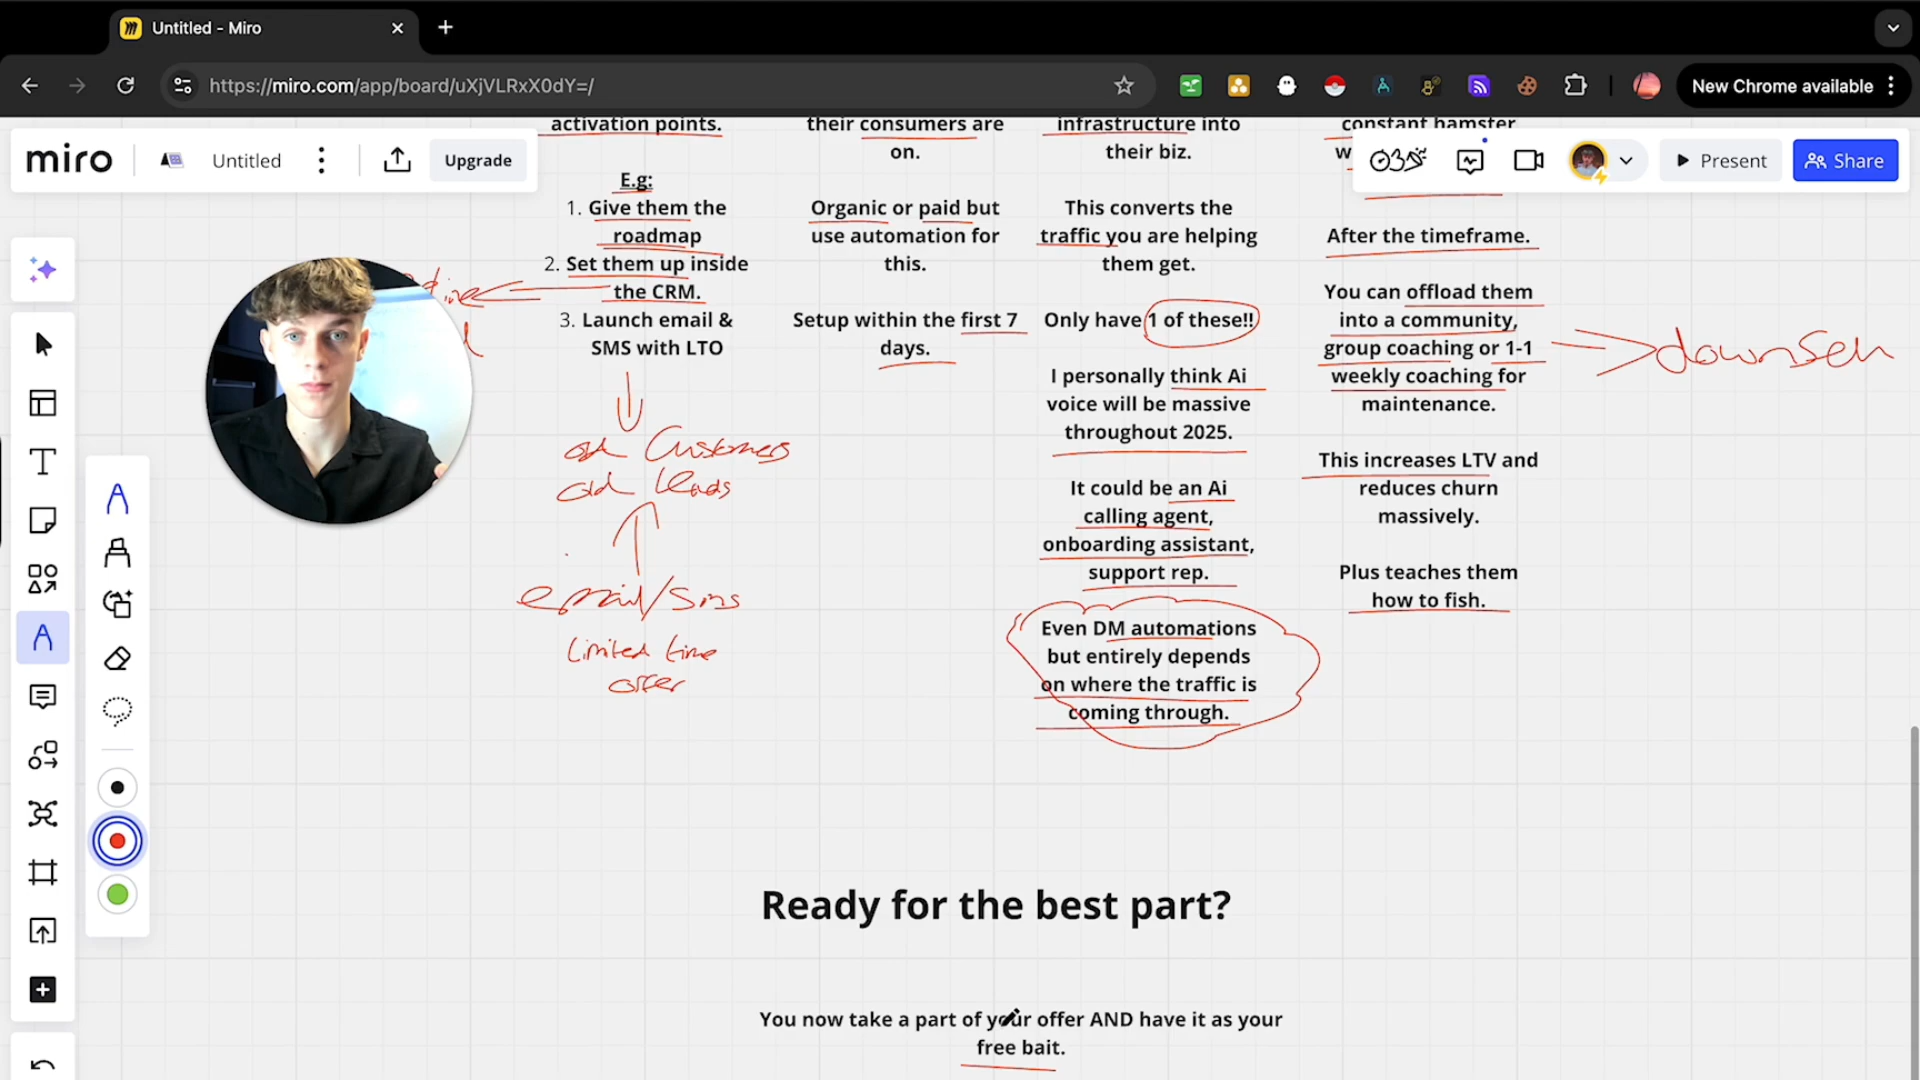 Untitled - Miro
https://miro.com/app/board/uXjVLRxX0dY=/
New Chrome available
miro
Untitled
Upgrade
Present
Share
activation points.
E.g:
1. Give them the
roadmap
2. Set them up inside
the CRM.
3. Launch email &
SMS with LTO
old Customers
old leads
email/sms
Limited time
offer
their consumers are
on.
Organic or paid but
use automation for
this.
Setup within the first 7
days.
infrastructure into
their biz.
This converts the
traffic you are helping
them get.
Only have 1 of these!!
I personally think Ai
voice will be massive
throughout 2025.
It could be an Ai
calling agent,
onboarding assistant,
support rep.
Even DM automations
but entirely depends
on where the traffic is
coming through.
constant hamster
After the timeframe.
You can offload them
into a community,
group coaching or 1-1
weekly coaching for
maintenance.
This increases LTV and
reduces churn
massively.
Plus teaches them
how to fish.
downsell
Ready for the best part?
You now take a part of your offer AND have it as your
free bait.